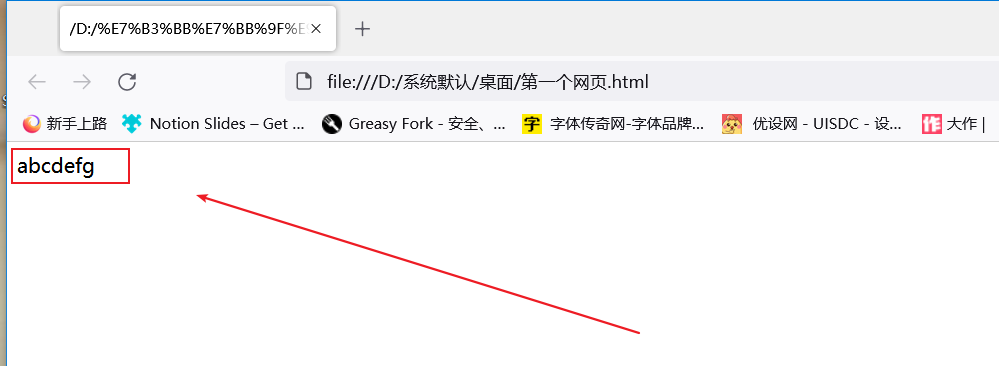 /D:/%E7%B3%BB%E7%BB%9F%E
file:///D:/系统默认/桌面/第一个网页.html
新手上路 Notion Slides – Get ... Greasy Fork - 安全、... 字体传奇网-字体品牌... 优设网 - UISDC - 设... 大作 |
abcdefg